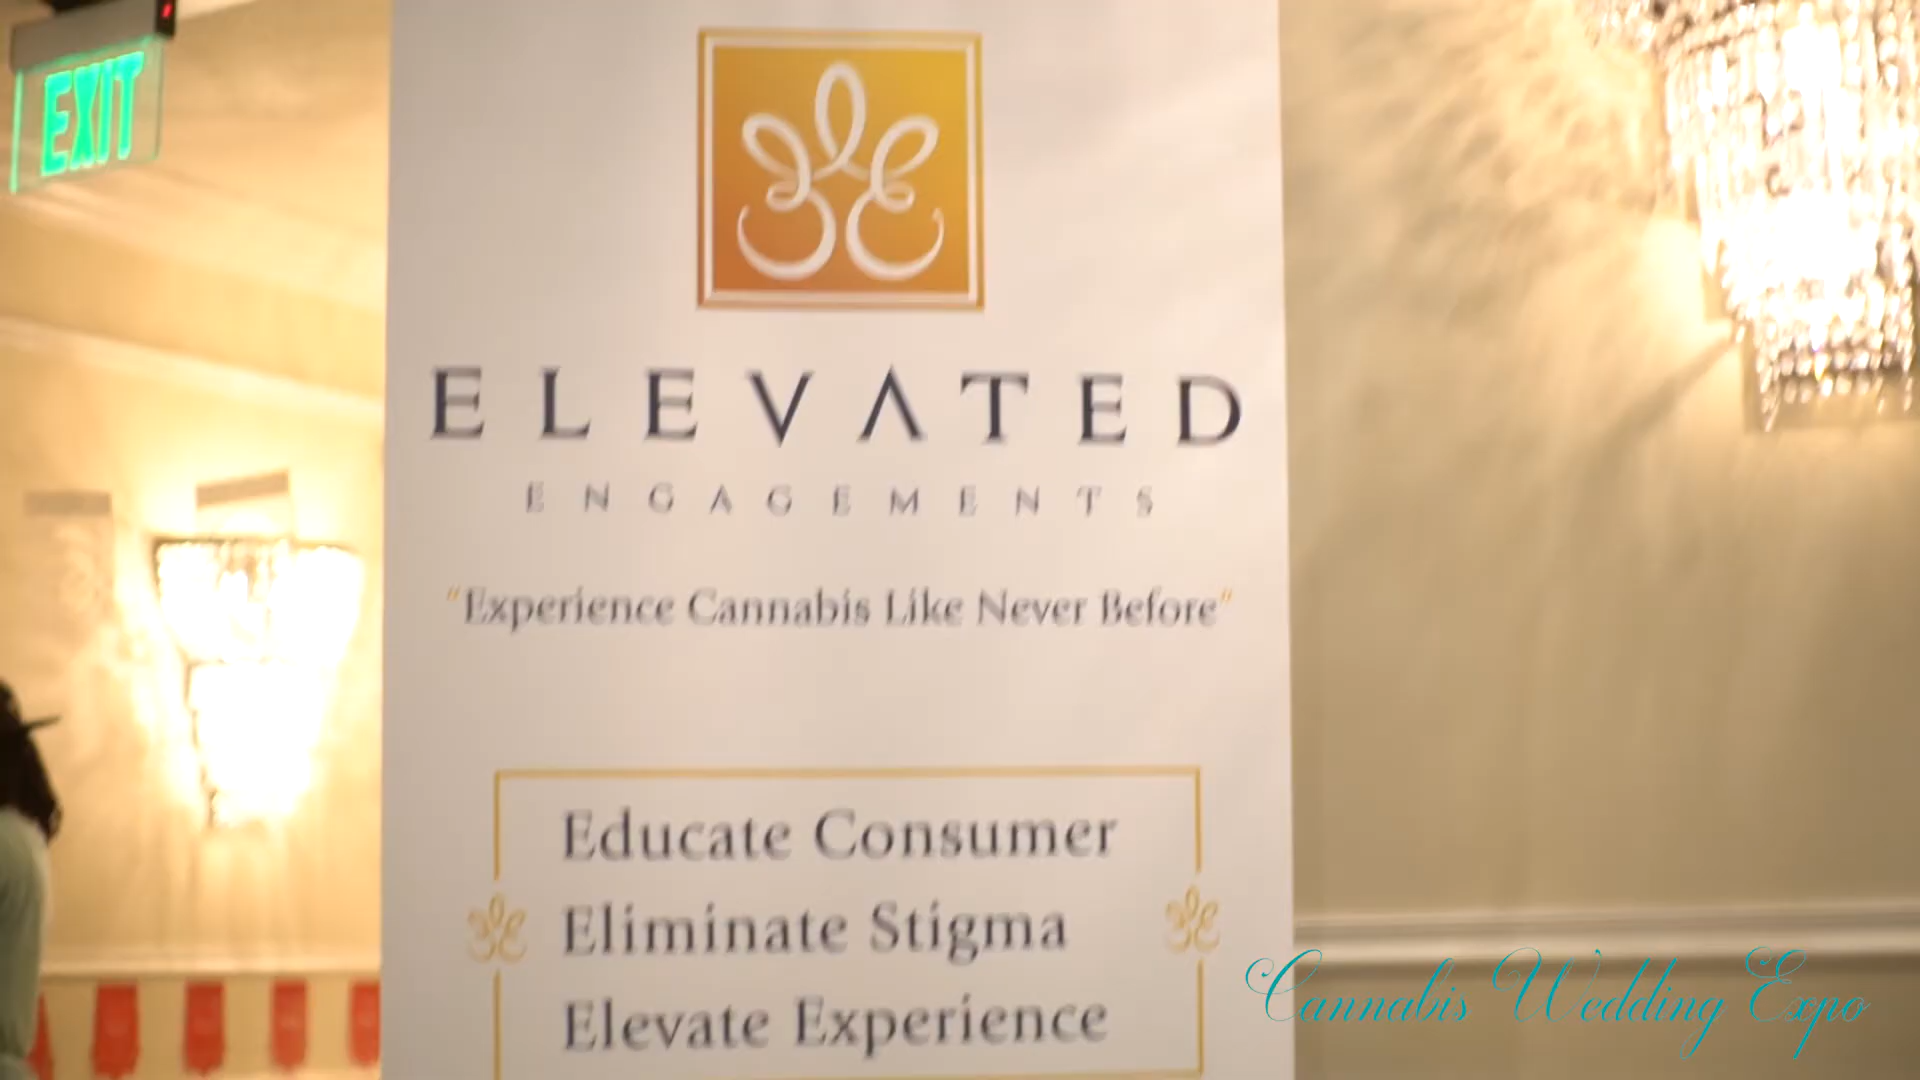 EXIT
ELEVATED
ENGAGEMENTS
"Experience Cannabis Like Never Before"
Educate Consumer
Eliminate Stigma
Elevate Experience
Cannabis Wedding Expo